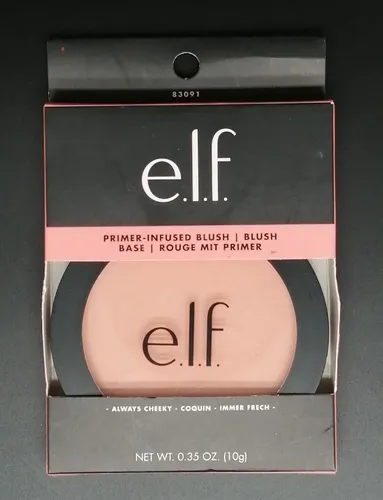 83091
e.l.f.
PRIMER-INFUSED BLUSH | BLUSH
BASE | ROUGE MIT PRIMER
e.l.f.
- ALWAYS CHEEKY - COQUIN - IMMER FRECH -
NET WT. 0.35 OZ. (10g)